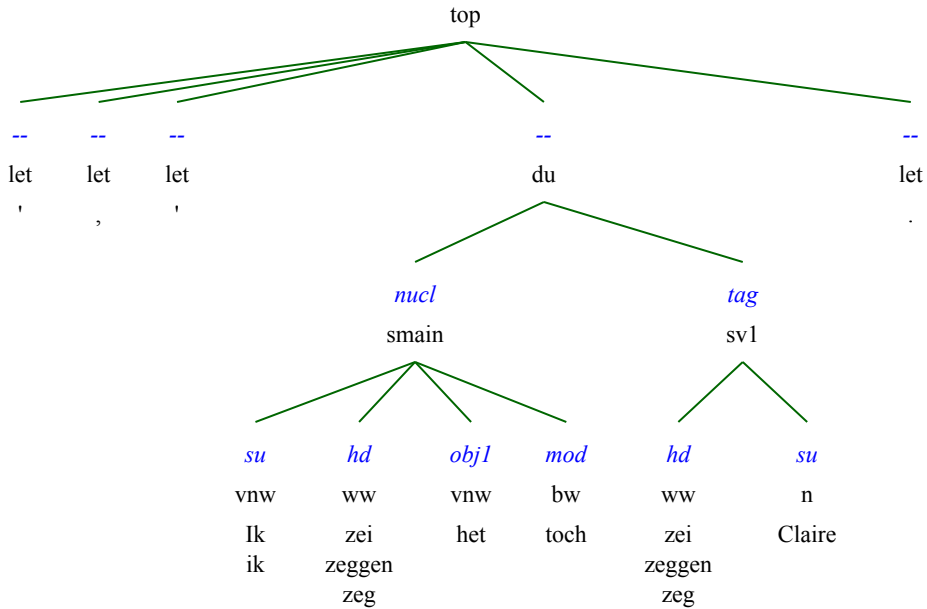 top
-- -- -- -- --
let let let du let
' , ' .
nucl tag
smain sv1
su hd obj1 mod hd su
vnw ww vnw bw ww n
Ik zei het toch zei Claire
ik zeggen zeggen
zeg zeg